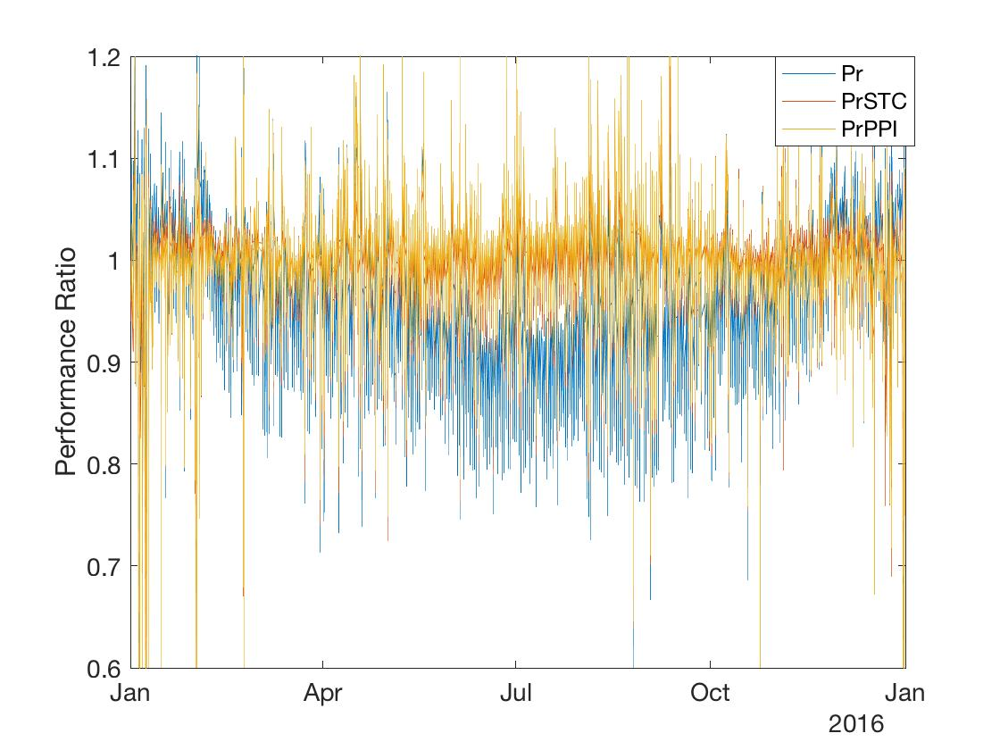 Performance Ratio
1.2
1.1
1
0.9
0.8
0.7
0.6
Pr
PrSTC
PrPPI
Jan
Apr
Jul
Oct
Jan
2016